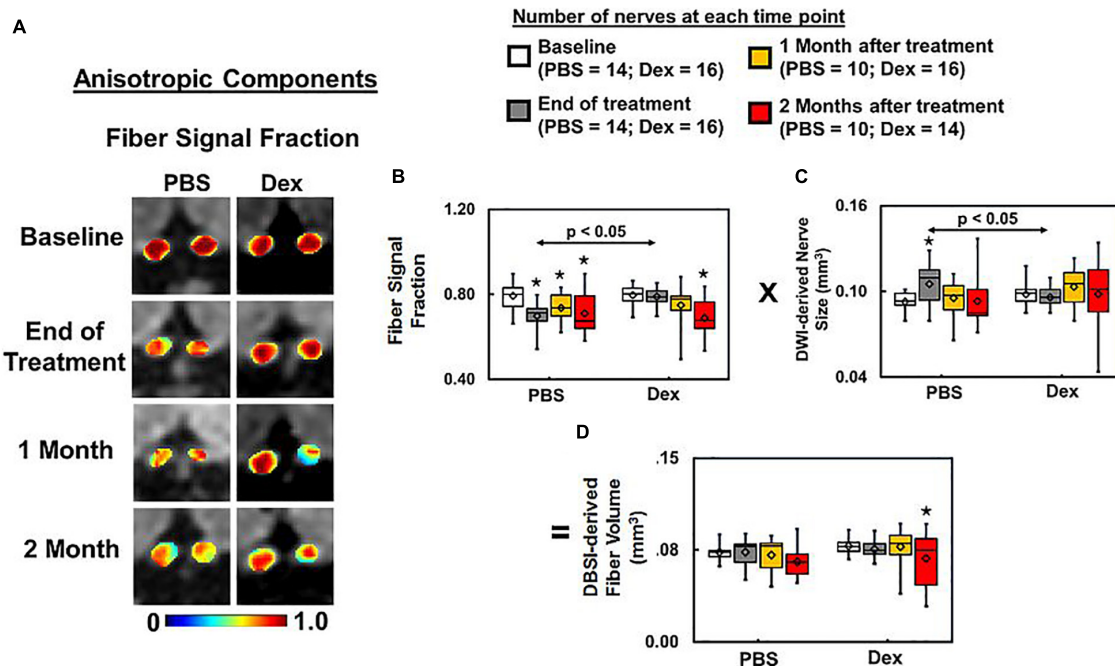 A
Number of nerves at each time point
Baseline
(PBS = 14; Dex = 16)
1 Month after treatment
(PBS = 10; Dex = 16)
End of treatment
(PBS = 14; Dex = 16)
2 Months after treatment
(PBS = 10; Dex = 14)
Anisotropic Components
Fiber Signal Fraction
PBS
Dex
Baseline
End of
Treatment
1 Month
2 Month
0
1.0
B
Fiber Signal
Fraction
1.20
0.80
0.40
p < 0.05
*
*
*
*
PBS
Dex
X
C
DWI-derived Nerve
Size (mm³)
0.16
0.10
0.04
p < 0.05
*
PBS
Dex
=
D
DBSI-derived
Fiber Volume
(mm³)
.15
.08
0.00
*
PBS
Dex